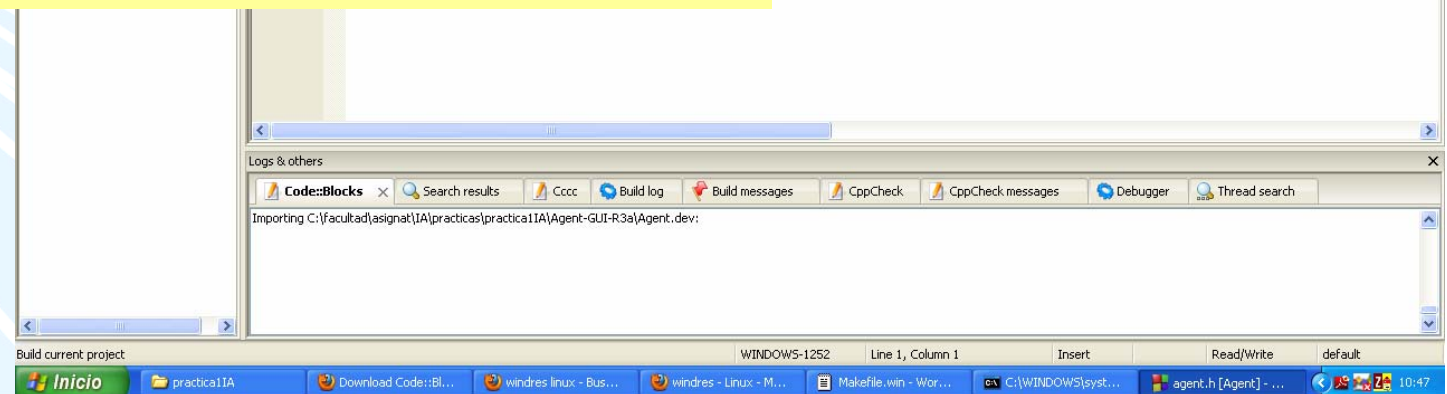 Logs & others
Code::Blocks Search results Cccc Build log Build messages CppCheck CppCheck messages Debugger Thread search
Importing C:\facultad\asignat\IA\practicas\practica1IA\Agent-GUI-R3a\Agent.dev:
Build current project WINDOWS-1252 Line 1, Column 1 Insert Read/Write default
Inicio practica1IA Download Code::Bl... windres linux - Bus... windres - Linux - M... Makefile.win - Wor... C:\WINDOWS\syst... agent.h [Agent] - ... 10:47